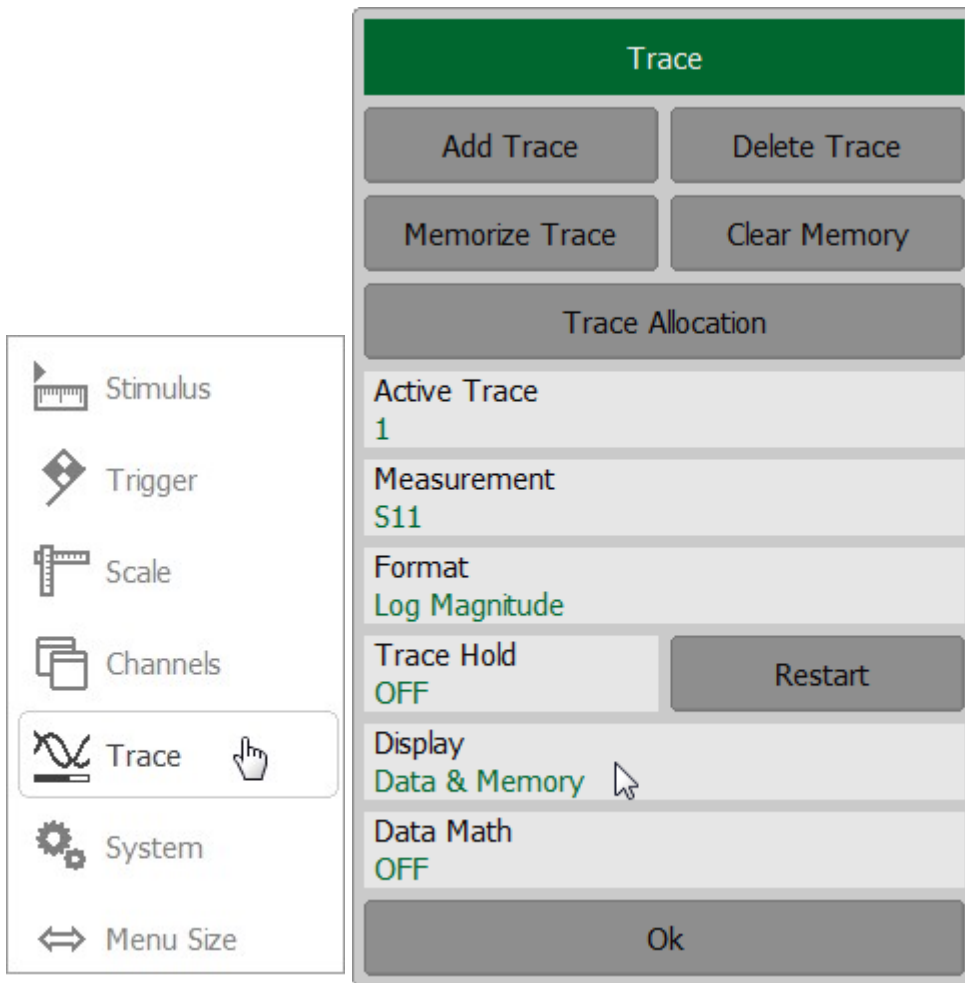 Stimulus
Trigger
Scale
Channels
Trace
System
Menu Size
Trace
Add Trace
Delete Trace
Memorize Trace
Clear Memory
Trace Allocation
Active Trace
1
Measurement
S11
Format
Log Magnitude
Trace Hold
OFF
Restart
Display
Data & Memory
Data Math
OFF
Ok